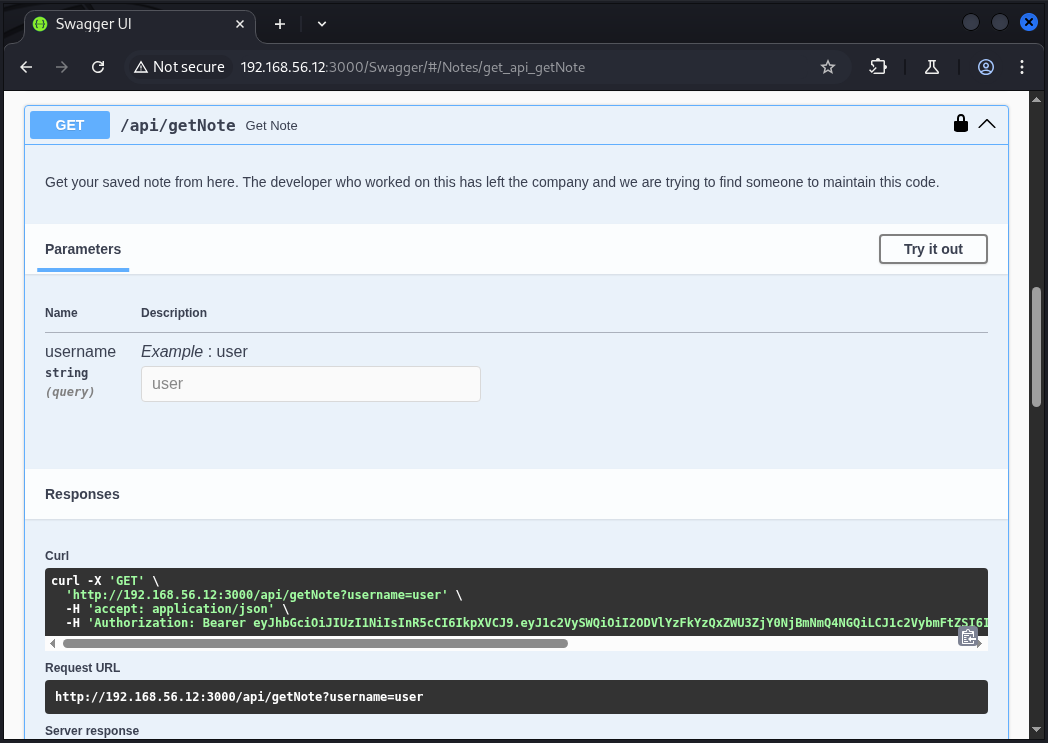 Swagger UI
Not secure 192.168.56.12:3000/Swagger/#/Notes/get_api_getNote
GET /api/getNote Get Note
Get your saved note from here. The developer who worked on this has left the company and we are trying to find someone to maintain this code.
Parameters
Try it out
Name Description
username Example : user
string
user
(query)
Responses
Curl
curl -X 'GET' \
'http://192.168.56.12:3000/api/getNote?username=user' \
-H 'accept: application/json' \
-H 'Authorization: Bearer eyJhbGciOiJIUzI1NiIsInR5cCI6IkpXVCJ9.eyJ1c2VySWQiOiI2ODVlYzFkYzQxZWU3ZjY0NjBmNmQ4NGQiLCJ1c2VybmFtZSI6I
Request URL
http://192.168.56.12:3000/api/getNote?username=user
Server response